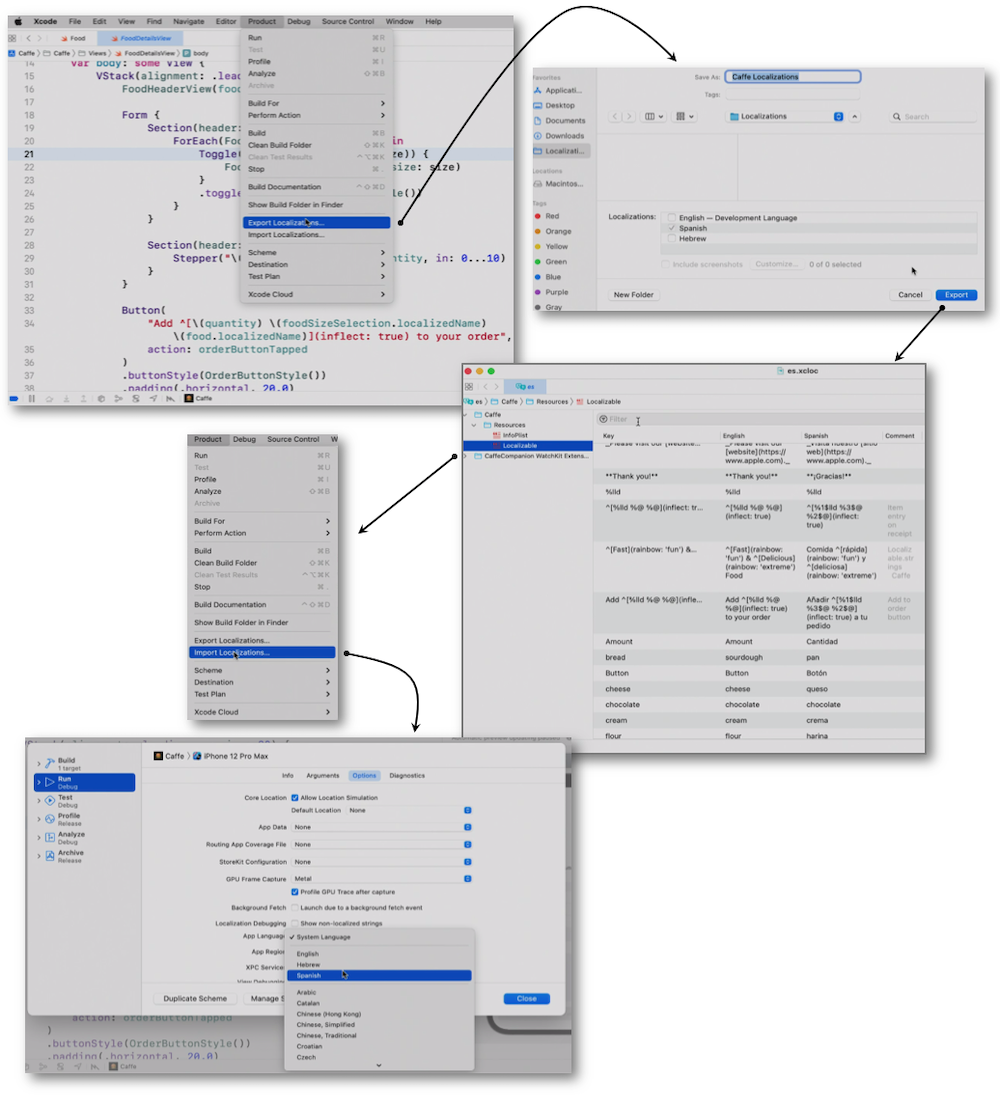 Xcode File Edit View Find Navigate Editor Product Debug Source Control Window Help
Food FoodDetailsView
Caffe Caffe Views FoodDetailsView body
14 var body: some View {
15 VStack(alignment: .lea
16 FoodHeaderView(foo
17
18 Form {
19 Section(header:
20 ForEach(Foo in
21 Toggle( ze)) {
22 Foo size: size)
23 }
24 .toggle le())
25 }
26 }
27
28 Section(header:
29 Stepper("\( ntity, in: 0...10)
30 }
31 }
32
33 Button(
34 "Add ^[\(quantity) \(foodSizeSelection.localizedName)
\(food.localizedName)](inflect: true) to your order",
35 action: orderButtonTapped
36 )
37 .buttonStyle(OrderButtonStyle())
38 .padding(.horizontal, 20.0)
Caffe
Run ⌘R
Test ⌘U
Profile ⌘I
Analyze ⇧⌘B
Archive
Build For
Perform Action
Build ⌘B
Clean Build Folder ⇧⌘K
Clean Test Results ^⌥⌘K
Stop ⌘.
Build Documentation ^⇧⌘D
Show Build Folder in Finder
Export Localizations...
Import Localizations...
Scheme
Destination
Test Plan
Xcode Cloud
Favorites
Applicati...
Desktop
Documents
Downloads
Localizati...
Locations
Macintos...
Tags
Red
Orange
Yellow
Green
Blue
Purple
Gray
Save As: Caffe Localizations
Tags:
Localizations
Search
Localizations: English — Development Language
Spanish
Hebrew
Include screenshots Customize... 0 of 0 selected
New Folder Cancel Export
es.xcloc
es
es Caffe Resources Localizable
Caffe
Resources
InfoPlist
Localizable
CaffeCompanion WatchKit Extens...
Filter
Key English Spanish Comment
_Please visit our [website... _Please visit our [website](https://www.apple.com)._ _Visita nuestro [sitio web](https://www.apple.com)._
**Thank you!** **Thank you!** **¡Gracias!**
%lld %lld %lld
^[%lld %@ %@](inflect: tr... ^[%lld %@ %@](inflect: true) ^[%1$lld %3$@ %2$@](inflect: true) Item entry on receipt
^[Fast](rainbow: 'fun') &... ^[Fast](rainbow: 'fun') & ^[Delicious](rainbow: 'extreme') Food Comida ^[rápida](rainbow: 'fun') y ^[deliciosa](rainbow: 'extreme') Localizable.strings Caffe
Add ^[%lld %@ %@](infle... Add ^[%lld %@ %@](inflect: true) to your order Añadir ^[%1$lld %3$@ %2$@](inflect: true) a tu pedido Add to order button
Amount Amount Cantidad
bread sourdough pan
Button Button Botón
cheese cheese queso
chocolate chocolate chocolate
cream cream crema
flour flour harina
Product Debug Source Control W
Run ⌘R
Test ⌘U
Profile ⌘I
Analyze ⇧⌘B
Archive
Build For
Perform Action
Build ⌘B
Clean Build Folder ⇧⌘K
Clean Test Results ^⌥⌘K
Stop ⌘.
Build Documentation ^⇧⌘D
Show Build Folder in Finder
Export Localizations...
Import Localizations...
Scheme
Destination
Test Plan
Xcode Cloud
Build
1 target
Run
Debug
Test
Debug
Profile
Release
Analyze
Debug
Archive
Release
Caffe iPhone 12 Pro Max
Info Arguments Options Diagnostics
Core Location Allow Location Simulation
Default Location None
App Data None
Routing App Coverage File None
StoreKit Configuration None
GPU Frame Capture Metal
Profile GPU Trace after capture
Background Fetch Launch due to a background fetch event
Localization Debugging Show non-localized strings
App Language System Language
App Region
XPC Service
View Debugging
English
Hebrew
Spanish
Arabic
Catalan
Chinese (Hong Kong)
Chinese, Simplified
Chinese, Traditional
Croatian
Czech
Duplicate Scheme Manage S Close
action: orderButtonTapped
)
.buttonStyle(OrderButtonStyle())
.padding(.horizontal, 20.0)
Caffe